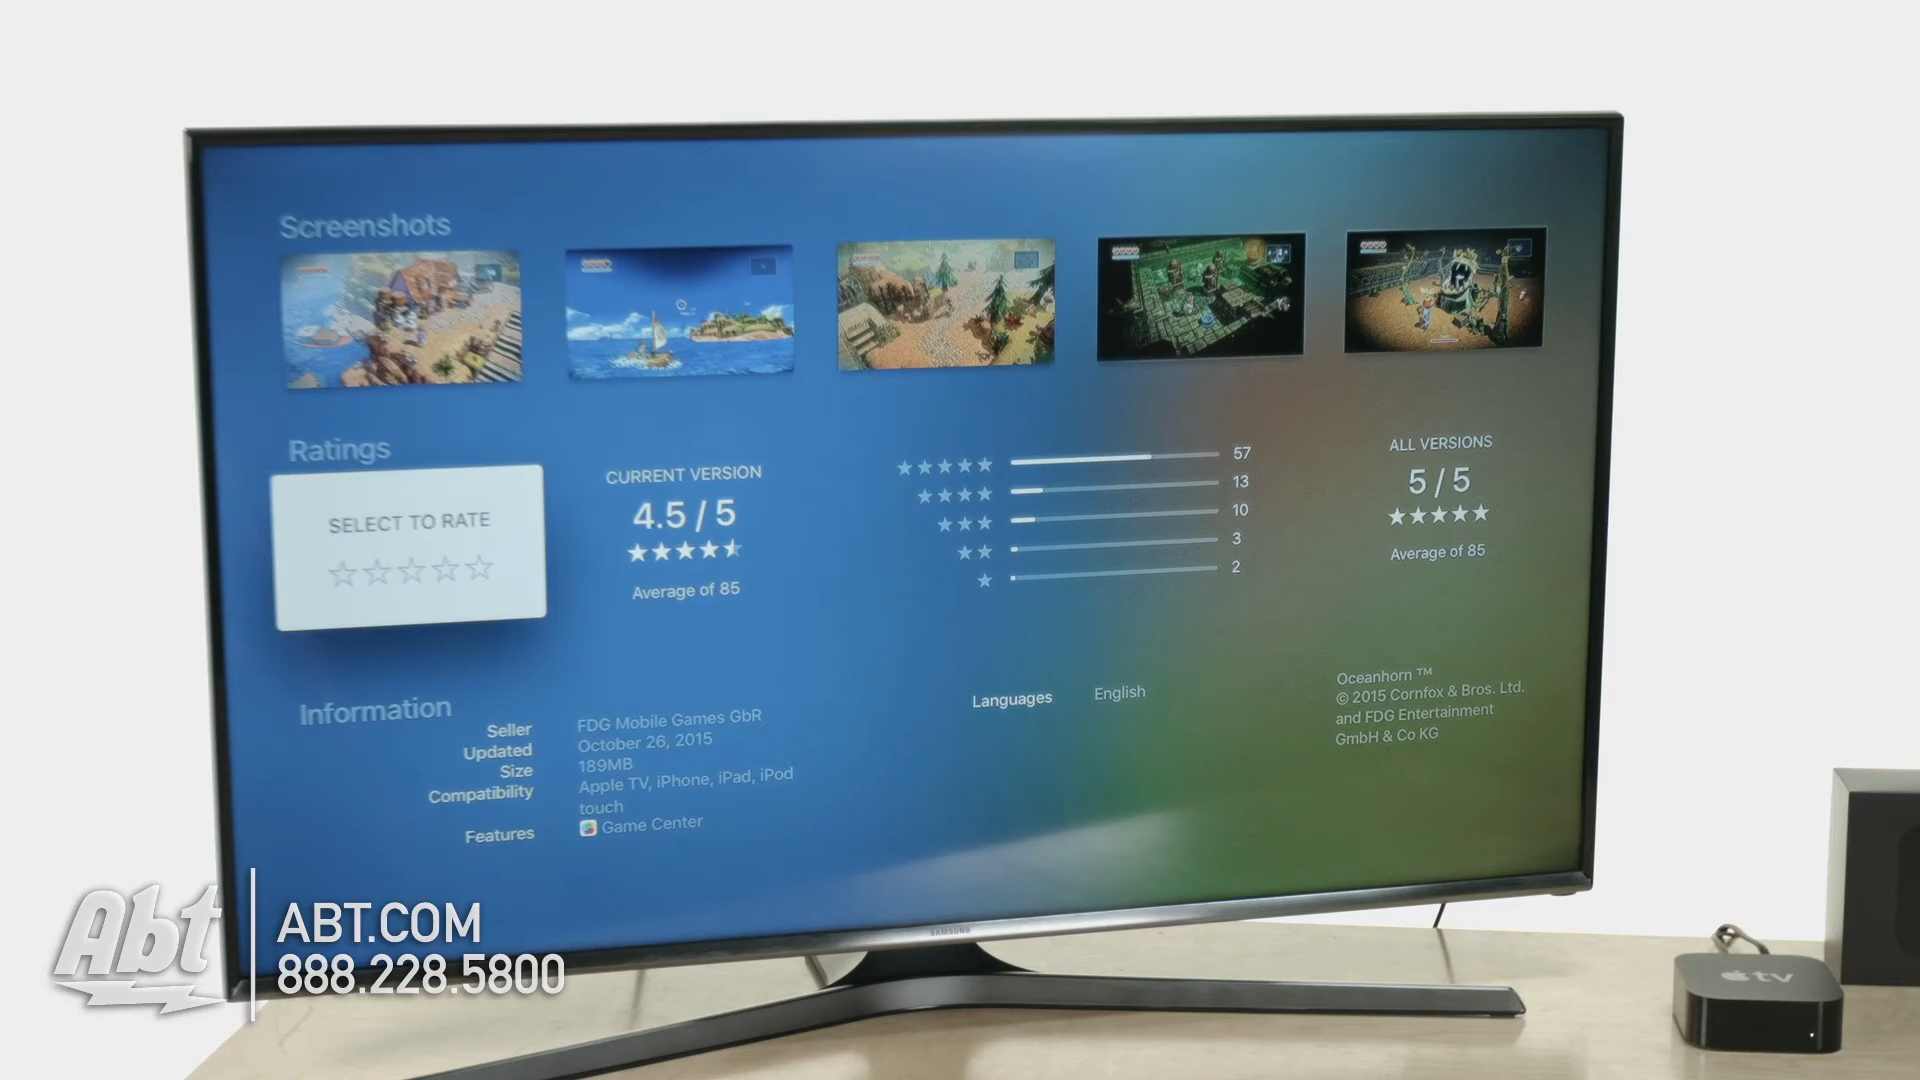 Screenshots
Ratings
SELECT TO RATE
CURRENT VERSION
4.5 / 5
Average of 85
57
13
10
3
2
ALL VERSIONS
5 / 5
Average of 85
Information
Seller FDG Mobile Games GbR
Updated October 26, 2015
Size 189MB
Compatibility Apple TV, iPhone, iPad, iPod
touch
Features Game Center
Languages English
Oceanhorn ™
© 2015 Cornfox & Bros. Ltd.
and FDG Entertainment
GmbH & Co KG
SAMSUNG
tv
Abt
ABT.COM
888.228.5800